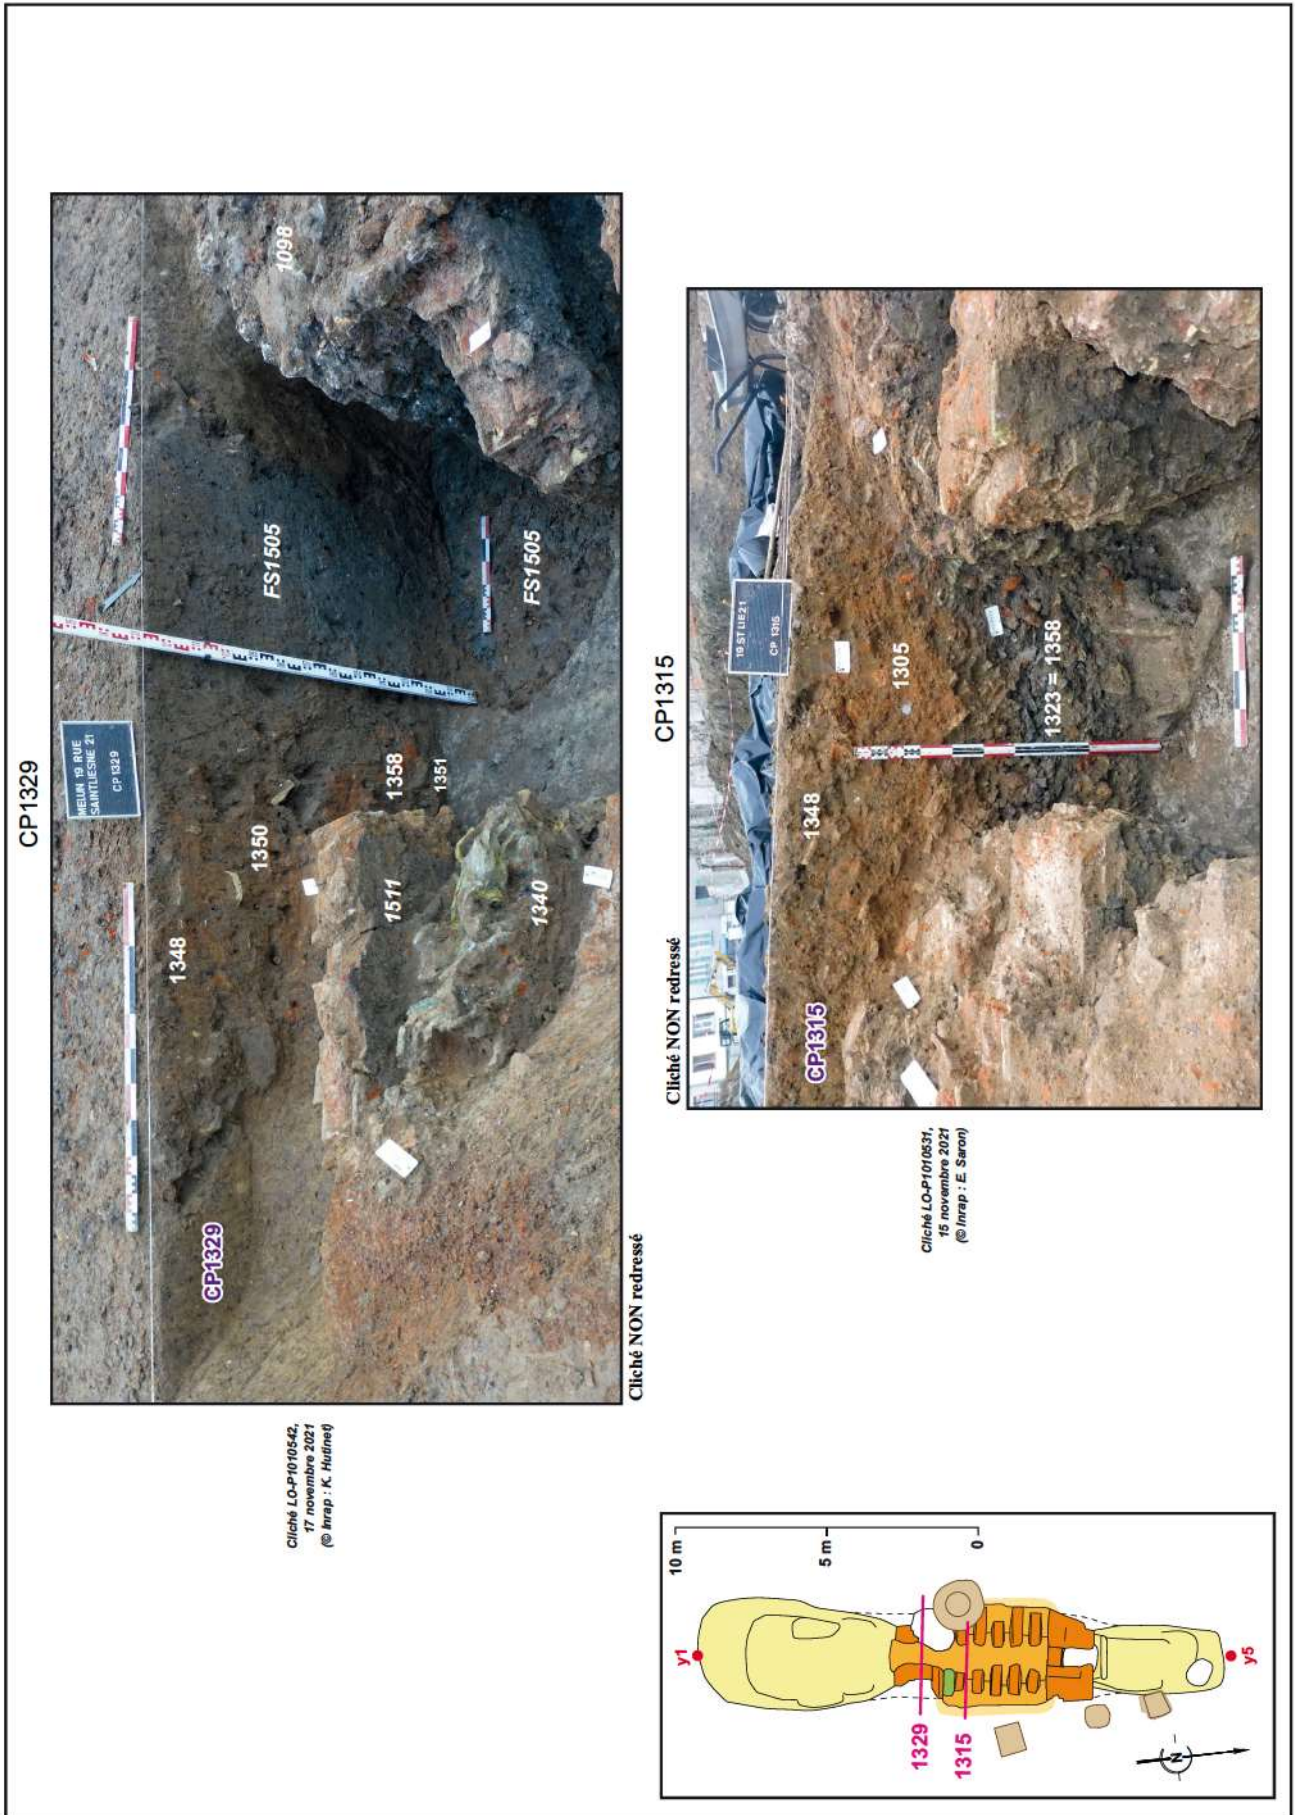 CP1329
MELUN 19 RUE
SAINTLIESNE 21
CP 1329
1348
1350
1358
1351
1511
1340
FS1505
FS1505
1098
CP1329
Cliché NON redressé
Cliché LO-P1010542,
17 novembre 2021
(© Inrap : K. Hutinet)
CP1315
19 ST LIE 21
CP 1315
1348
1305
1323 = 1358
CP1315
Cliché NON redressé
Cliché LO-P1010531,
15 novembre 2021
(© Inrap : E. Saron)
y1
y5
1329
1315
N
10 m
5 m
0